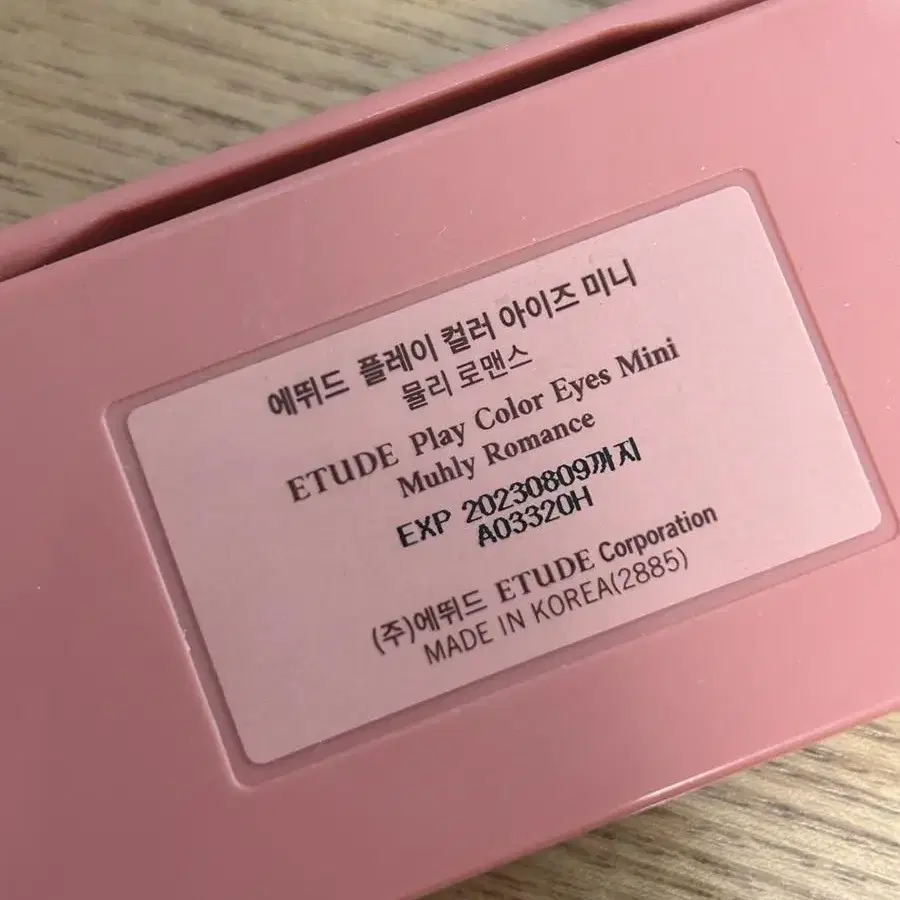 에뛰드 플레이 컬러 아이즈 미니
뮬리 로맨스
ETUDE Play Color Eyes Mini
Muhly Romance
EXP 20230809까지
A03320H
(주)에뛰드 ETUDE Corporation
MADE IN KOREA(2885)